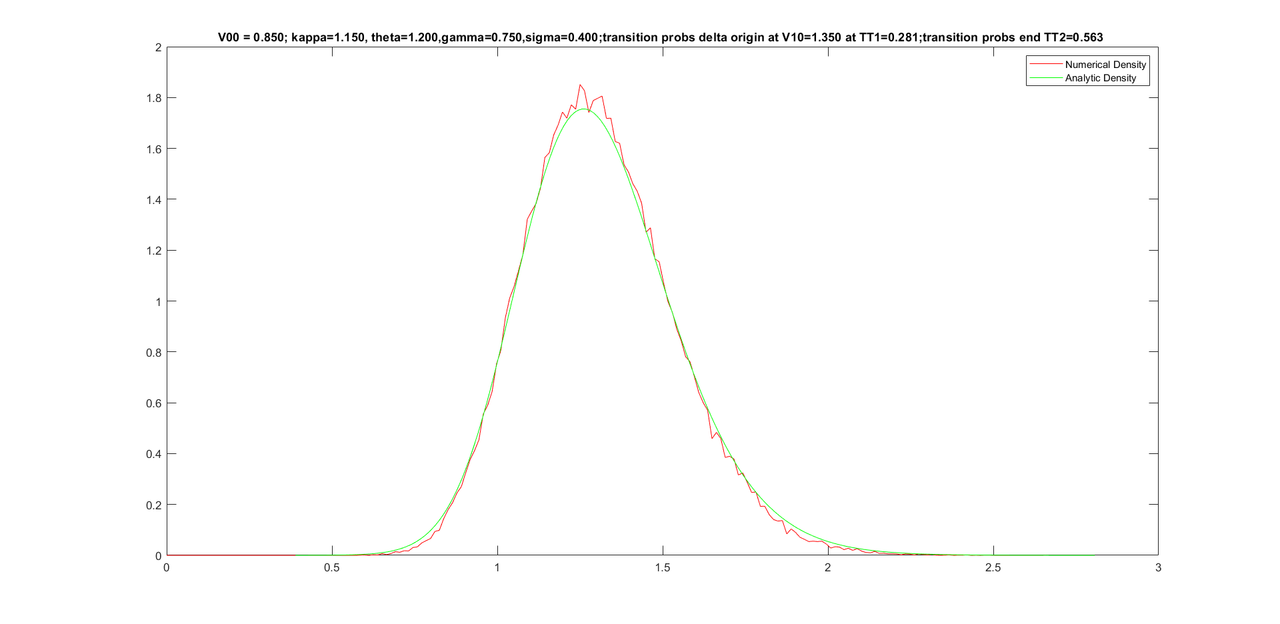 V00 = 0.850; kappa=1.150, theta=1.200,gamma=0.750,sigma=0.400;transition probs delta origin at V10=1.350 at TT1=0.281;transition probs end TT2=0.563
Numerical Density
Analytic Density
2
1.8
1.6
1.4
1.2
1
0.8
0.6
0.4
0.2
0
0 0.5 1 1.5 2 2.5 3